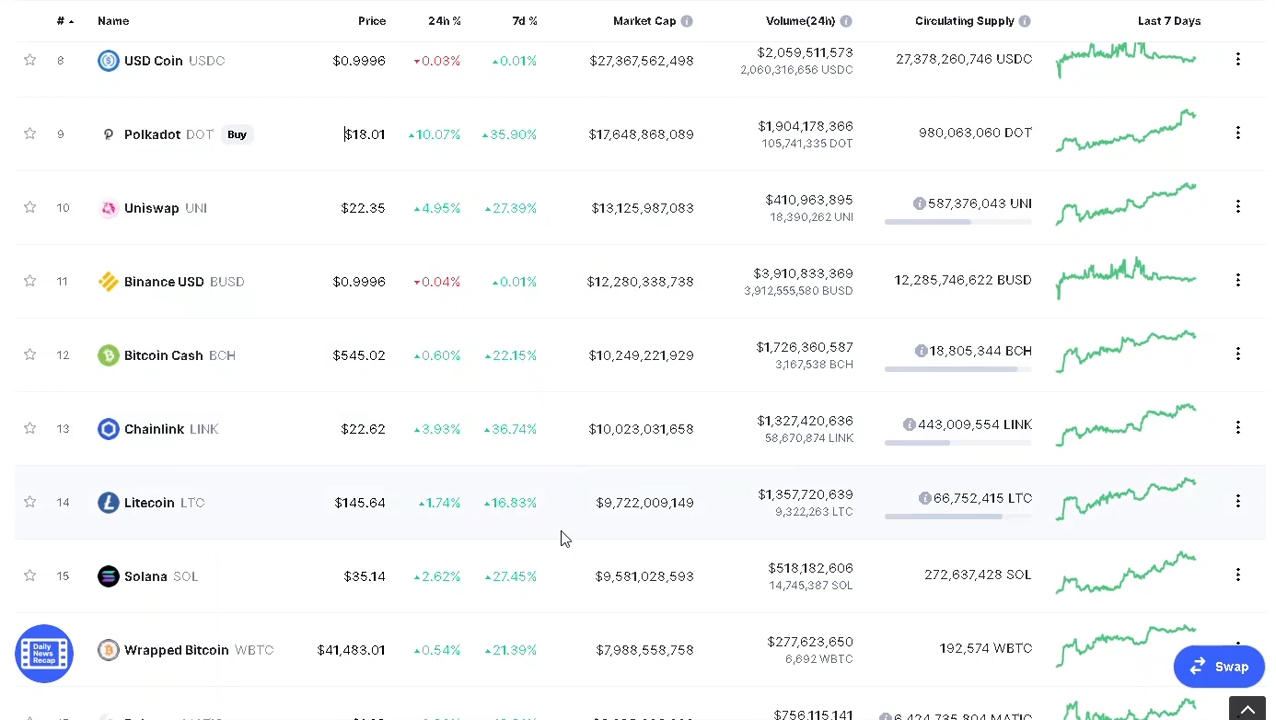 # Name Price 24h % 7d % Market Cap Volume(24h) Circulating Supply Last 7 Days
8 USD Coin USDC $0.9996 0.03% 0.01% $27,367,562,498 $2,059,511,573 27,378,260,746 USDC
2,060,316,656 USDC
9 Polkadot DOT Buy $18.01 10.07% 35.90% $17,648,868,089 $1,904,178,366 980,063,060 DOT
105,741,335 DOT
10 Uniswap UNI $22.35 4.95% 27.39% $13,125,987,083 $410,963,895 587,376,043 UNI
18,390,262 UNI
11 Binance USD BUSD $0.9996 0.04% 0.01% $12,280,338,738 $3,910,833,369 12,285,746,622 BUSD
3,912,555,580 BUSD
12 Bitcoin Cash BCH $545.02 0.60% 22.15% $10,249,221,929 $1,726,360,587 18,805,344 BCH
3,167,538 BCH
13 Chainlink LINK $22.62 3.93% 36.74% $10,023,031,658 $1,327,420,636 443,009,554 LINK
58,670,874 LINK
14 Litecoin LTC $145.64 1.74% 16.83% $9,722,009,149 $1,357,720,639 66,752,415 LTC
9,322,263 LTC
15 Solana SOL $35.14 2.62% 27.45% $9,581,028,593 $518,182,606 272,637,428 SOL
14,745,387 SOL
Daily
News
Recap
Wrapped Bitcoin WBTC $41,483.01 0.54% 21.39% $7,988,558,758 $277,623,650 192,574 WBTC
6,692 WBTC
Swap
$756,115,141 6,424,735,804 MATIC